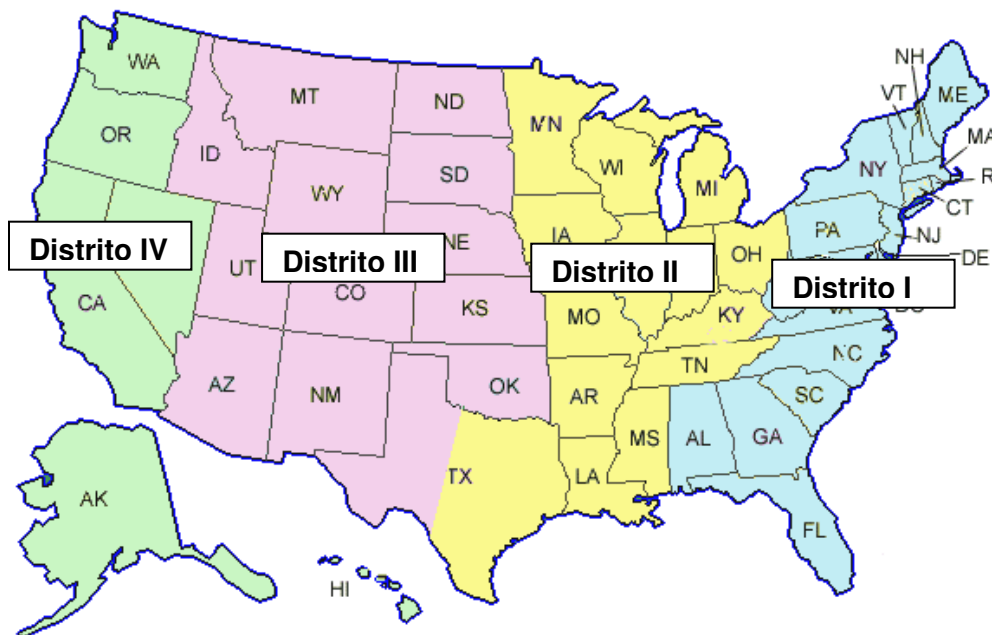 NH
WA
MT
ND
MN
VT
ME
OR
ID
WI
MA
SD
MI
NY
R
WY
CT
IA
PA
NJ
NE
OH
Distrito IV
Distrito III
Distrito II
Distrito I
DE
UT
CA
CO
KS
MO
KY
VA
NC
TN
AZ
NM
OK
AR
SC
MS
AL
GA
TX
LA
AK
FL
HI